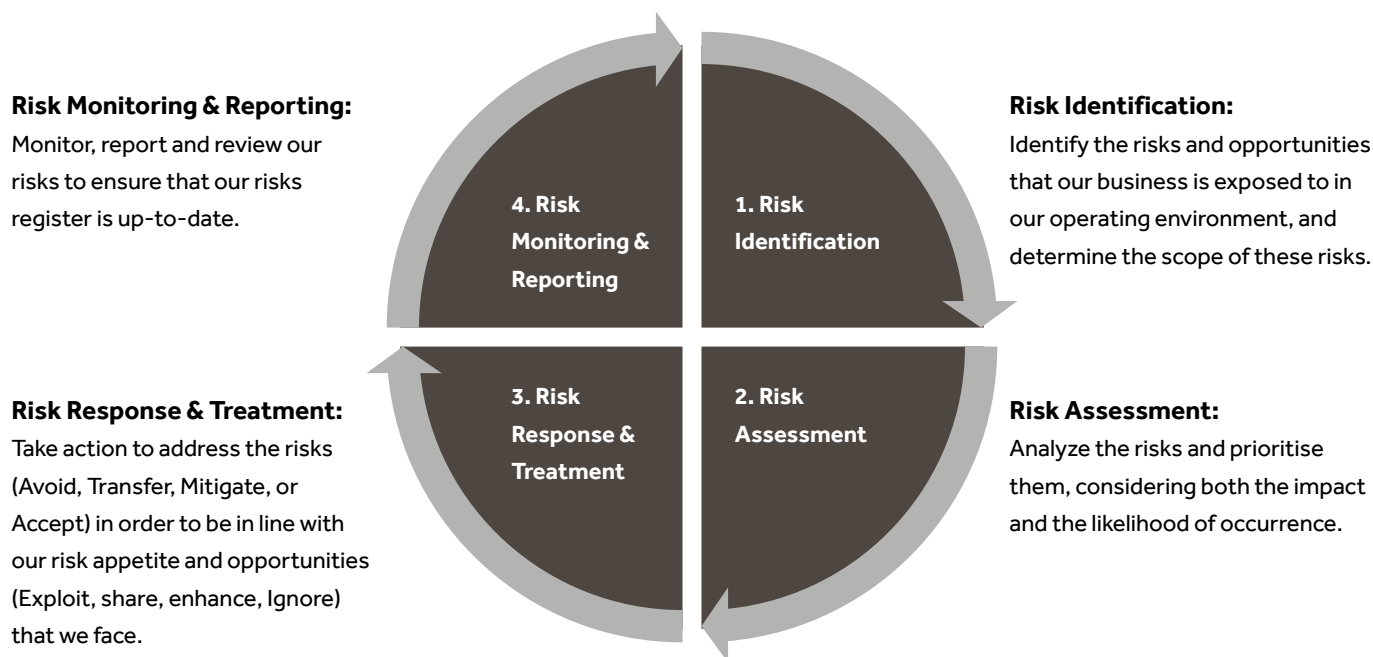 Risk Monitoring & Reporting:
Monitor, report and review our
risks to ensure that our risks
register is up-to-date.
4. Risk
Monitoring &
Reporting
1. Risk
Identification
Risk Identification:
Identify the risks and opportunities
that our business is exposed to in
our operating environment, and
determine the scope of these risks.
Risk Response & Treatment:
Take action to address the risks
(Avoid, Transfer, Mitigate, or
Accept) in order to be in line with
our risk appetite and opportunities
(Exploit, share, enhance, Ignore)
that we face.
3. Risk
Response &
Treatment
2. Risk
Assessment
Risk Assessment:
Analyze the risks and prioritise
them, considering both the impact
and the likelihood of occurrence.